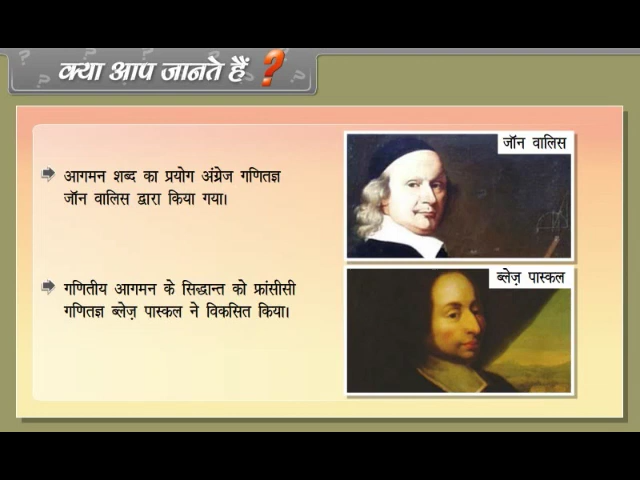 क्या आप जानते हैं ?
जॉन वालिस
आगमन शब्द का प्रयोग अंग्रेज गणितज्ञ
जॉन वालिस द्वारा किया गया।
ब्लेज़ पास्कल
गणितीय आगमन के सिद्धान्त को फ्रांसीसी
गणितज्ञ ब्लेज़ पास्कल ने विकसित किया।